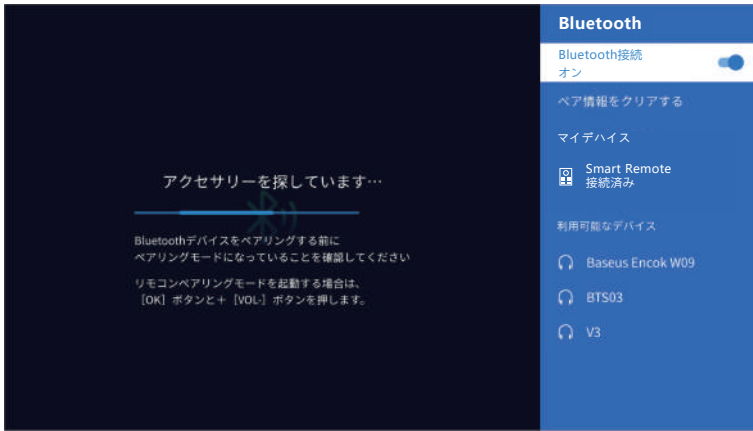 アクセサリーを探しています…
Bluetoothデバイスをペアリングする前に
ペアリングモードになっていることを確認してください
リモコンペアリングモードを起動する場合は、
［OK］ボタンと＋［VOL-］ボタンを押します。
Bluetooth
Bluetooth接続
オン
ペア情報をクリアする
マイデハイス
Smart Remote
接続済み
利用可能なデバイス
Baseus Encok W09
BTS03
V3